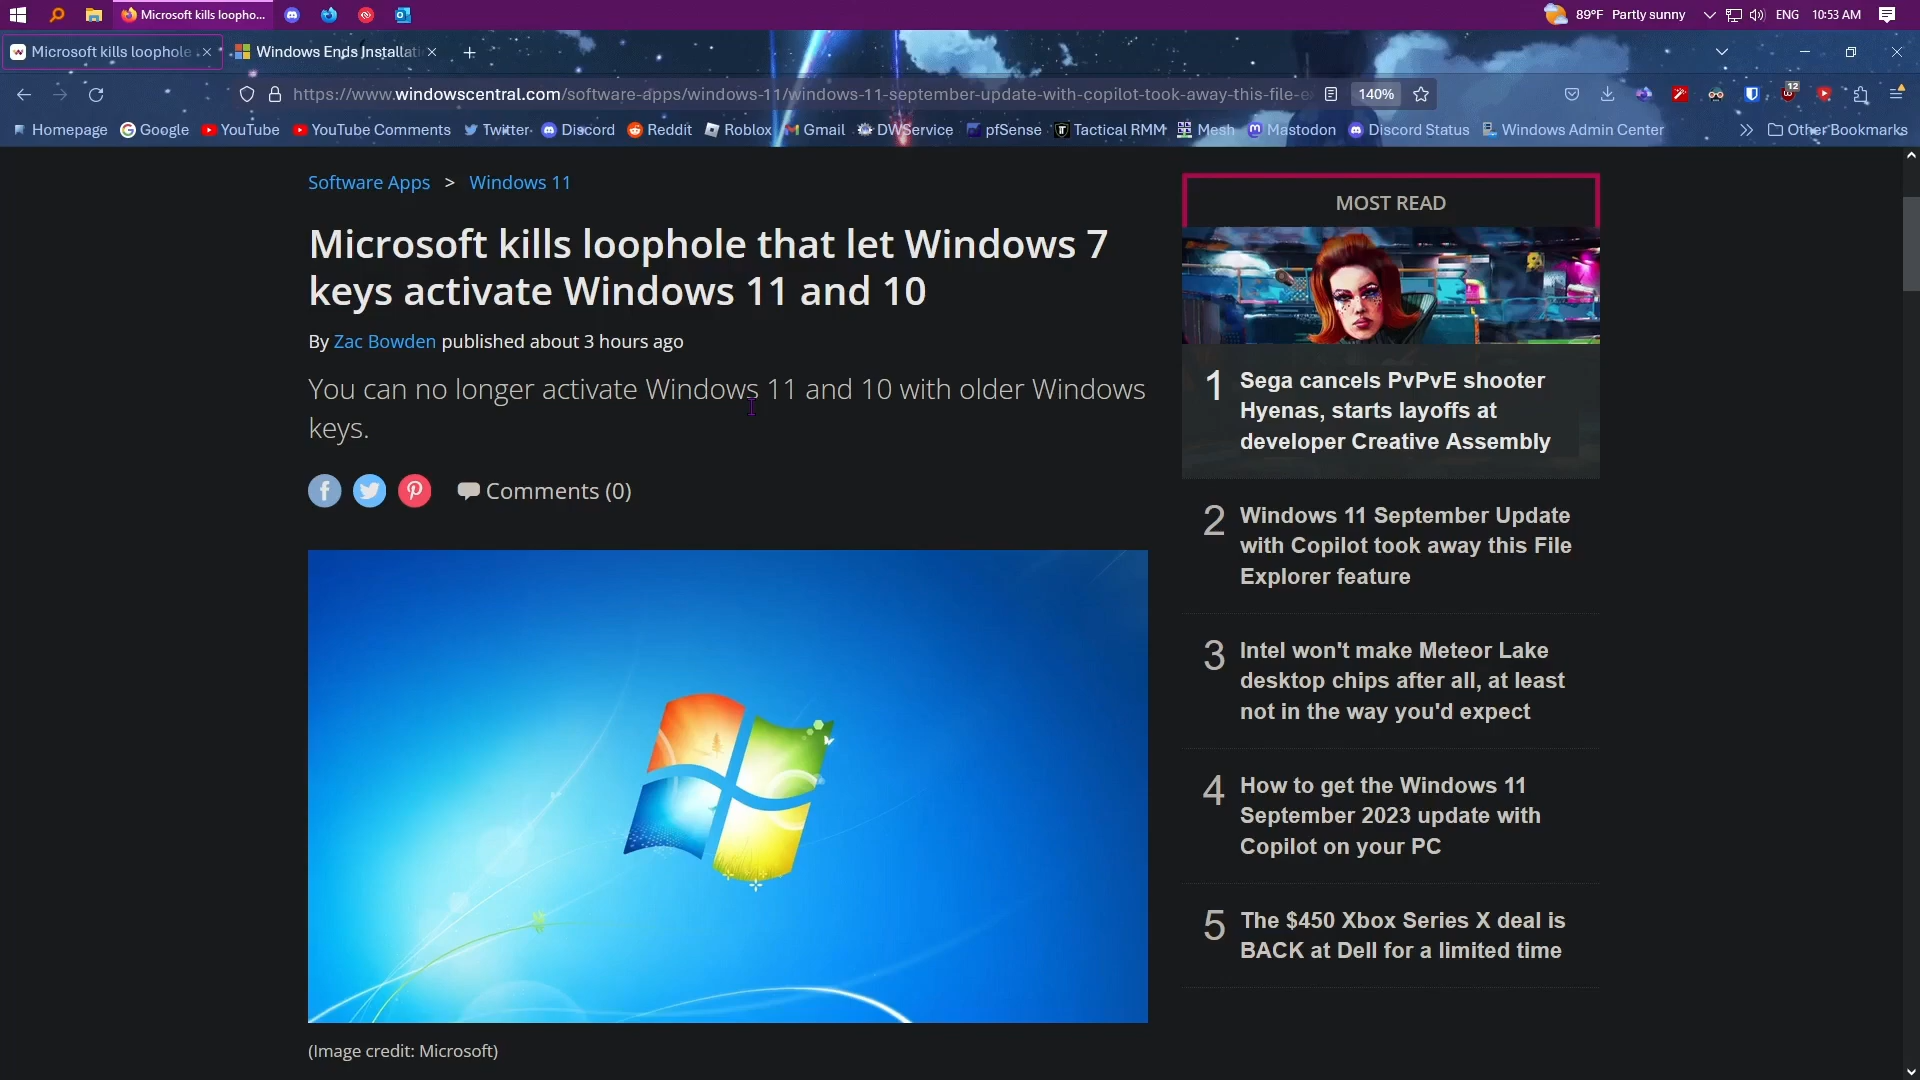 Microsoft kills loopho...
89°F Partly sunny
ENG
10:53 AM
Microsoft kills loophole
Windows Ends Installati
https://www.windowscentral.com/software-apps/windows-11/windows-11-september-update-with-copilot-took-away-this-file-e
140%
12
Homepage
Google
YouTube
YouTube Comments
Twitter
Discord
Reddit
Roblox
Gmail
DWService
pfSense
Tactical RMM
Mesh
Mastodon
Discord Status
Windows Admin Center
Other Bookmarks
Software Apps > Windows 11
Microsoft kills loophole that let Windows 7
keys activate Windows 11 and 10
By Zac Bowden published about 3 hours ago
You can no longer activate Windows 11 and 10 with older Windows
keys.
Comments (0)
(Image credit: Microsoft)
MOST READ
1 Sega cancels PvPvE shooter
Hyenas, starts layoffs at
developer Creative Assembly
2 Windows 11 September Update
with Copilot took away this File
Explorer feature
3 Intel won't make Meteor Lake
desktop chips after all, at least
not in the way you'd expect
4 How to get the Windows 11
September 2023 update with
Copilot on your PC
5 The $450 Xbox Series X deal is
BACK at Dell for a limited time